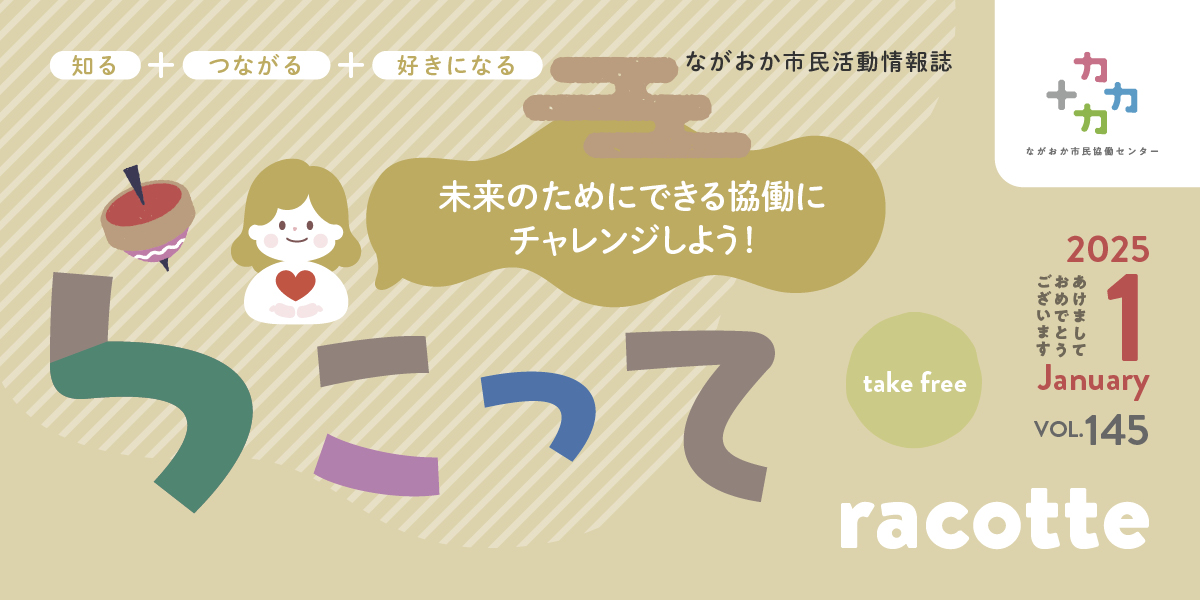 知る＋つながる＋好きになる
ながおか市民活動情報誌
カカカ
ながおか市民協働センター
未来のためにできる協働に
チャレンジしよう！
らこって
take free
2025
1
あけまして
おめでとう
ございます
January
VOL.145
racotte